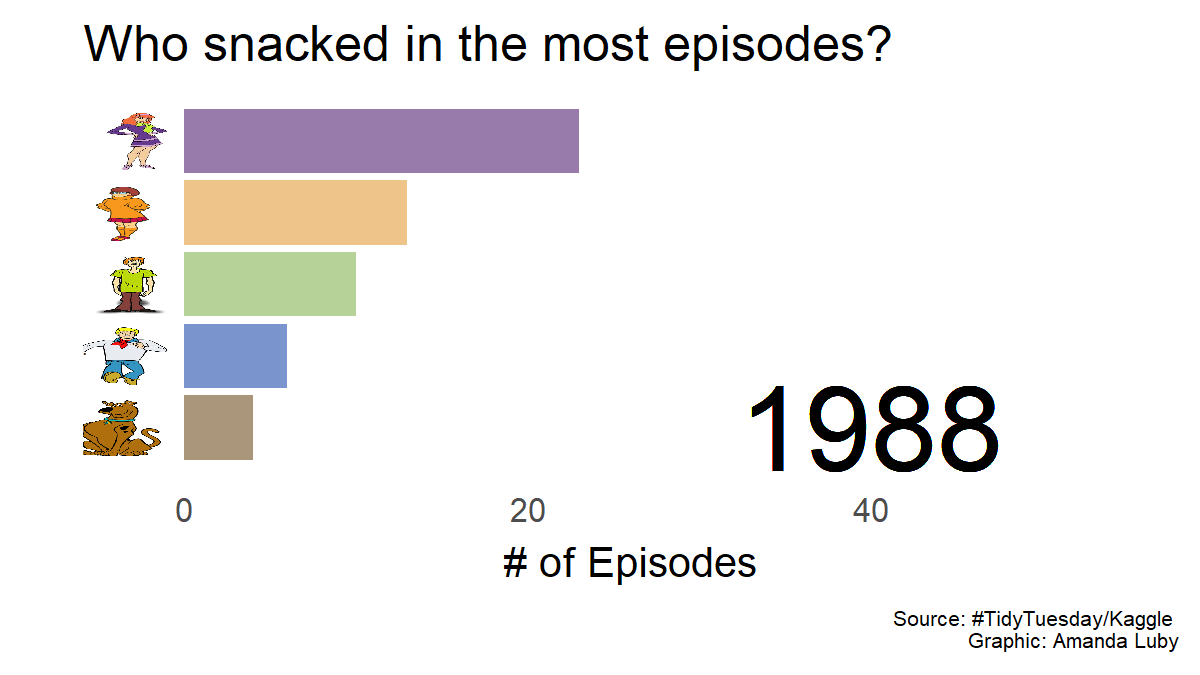 Who snacked in the most episodes?
1988
0 20 40
# of Episodes
Source: #TidyTuesday/Kaggle
Graphic: Amanda Luby